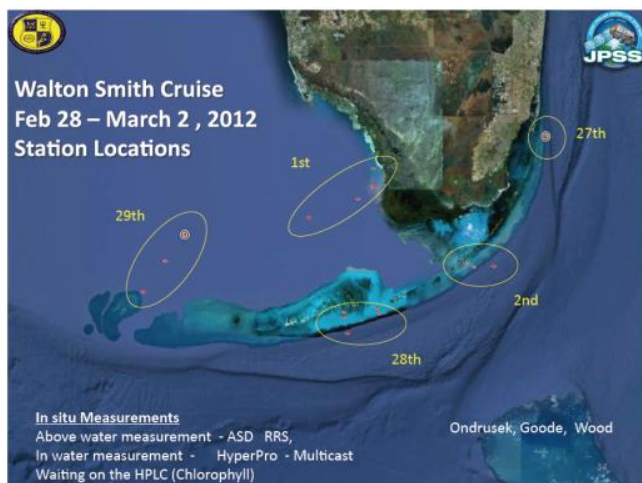 Walton Smith Cruise
Feb 28 – March 2 , 2012
Station Locations
JPSS
27th
1st
29th
2nd
28th
In situ Measurements
Above water measurement - ASD RRS,
In water measurement - HyperPro - Multicast
Waiting on the HPLC (Chlorophyll)
Ondrusek, Goode, Wood